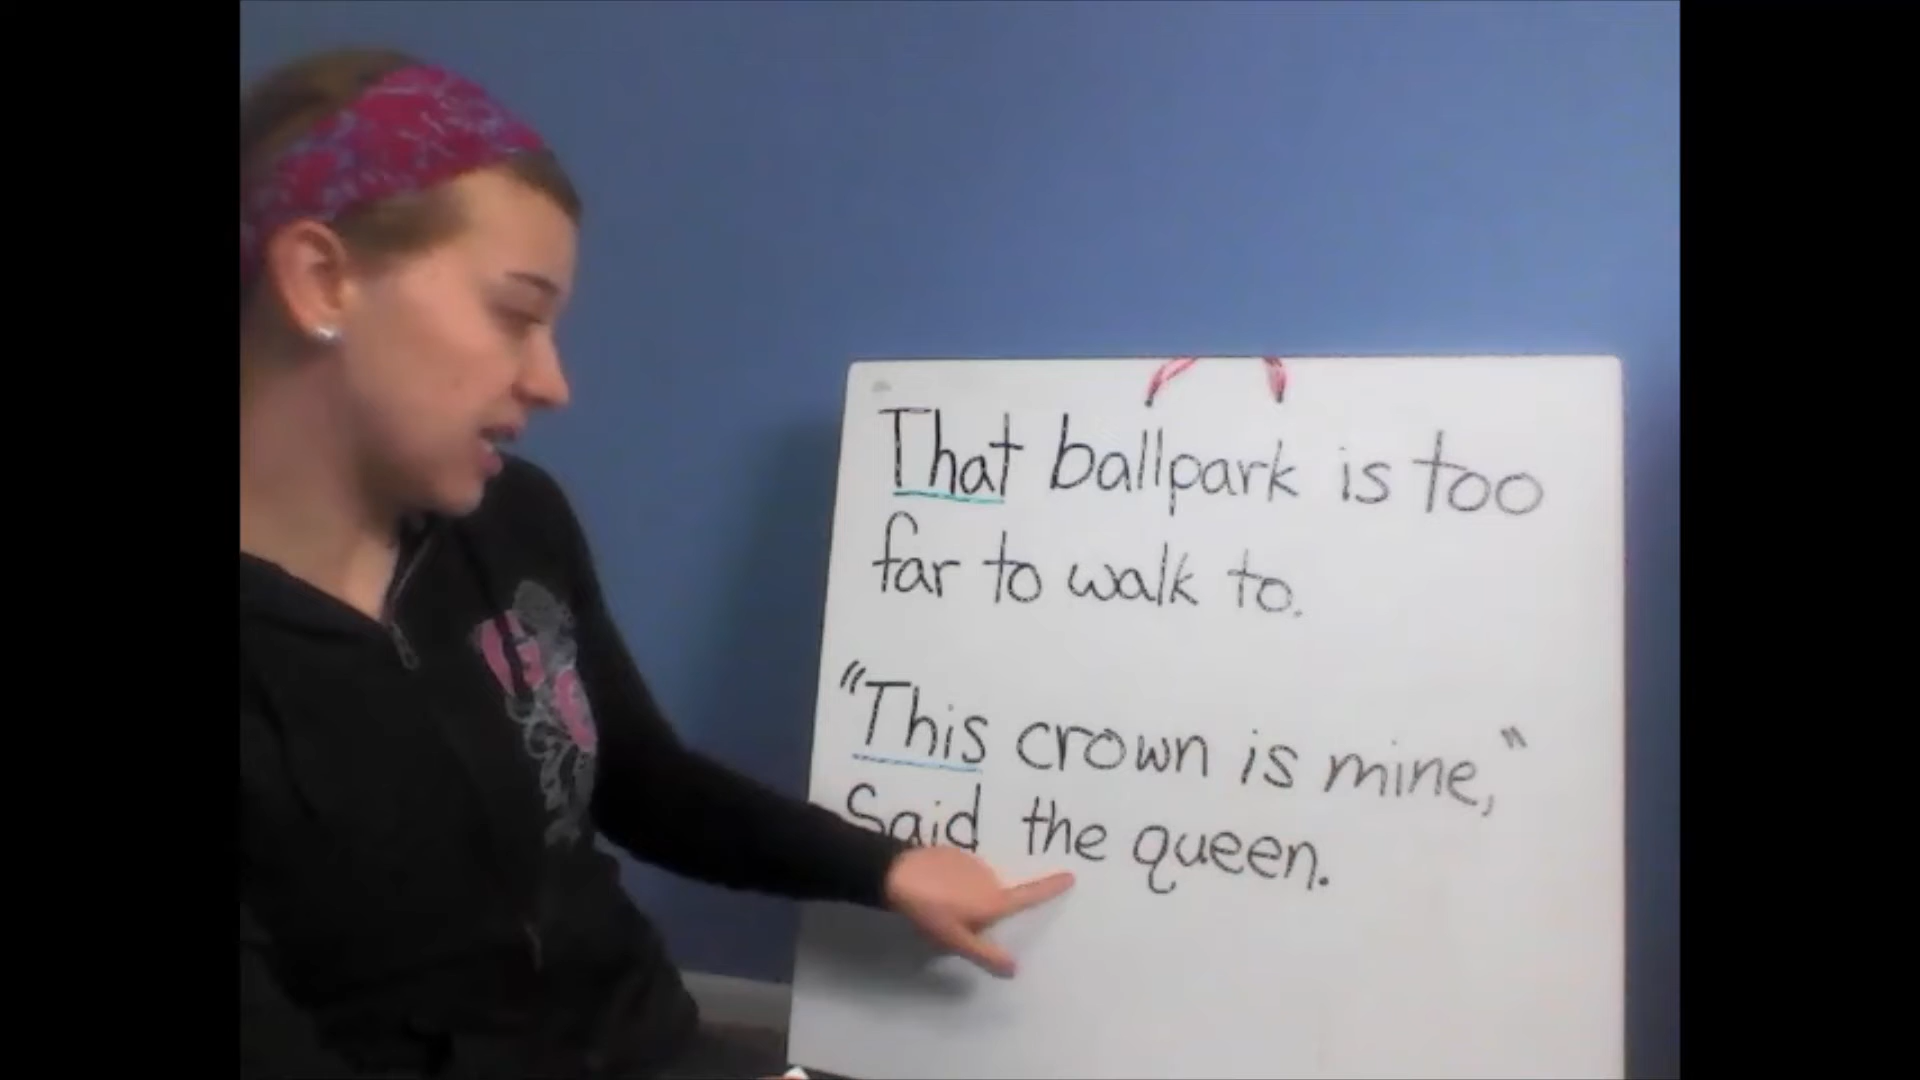 That ballpark is too
far to walk to.
"This crown is mine,"
Said the queen.